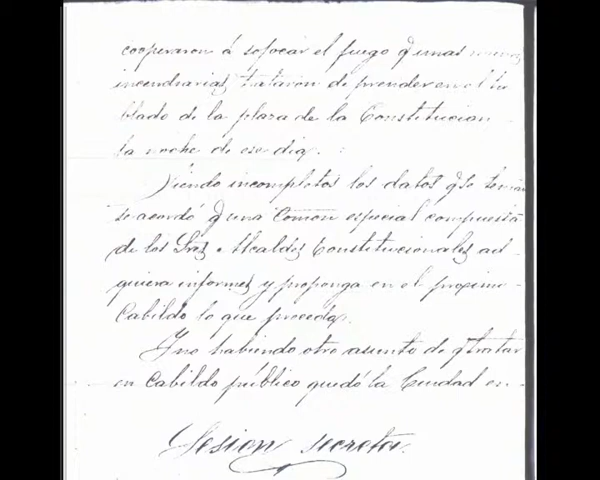 cooperaron á sofocar el fuego q unas manos
incendiarias trataron de prender en el ta
blado de la plaza de la Constitucion
la noche de ese dia.
Siendo incompletos los datos q se tenian
se acordó q una Comon especial compuesta
de los Sres Alcaldes Constitucionales ad-
quiera informes y proponga en el proximo
Cabildo lo que proceda.
Y no habiendo otro asunto de q tratar
en Cabildo público quedó la Ciudad en-
Sesion secreta.